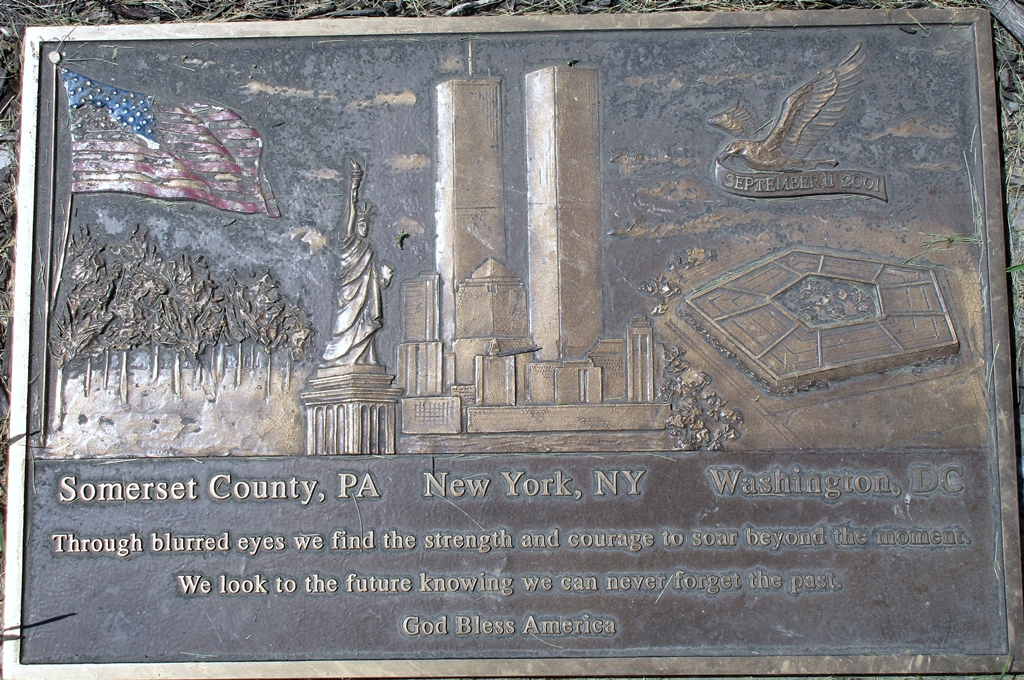 SEPTEMBER 11 2001
Somerset County, PA New York, NY Washington, DC
Through blurred eyes we find the strength and courage to soar beyond the moment.
We look to the future knowing we can never forget the past.
God Bless America